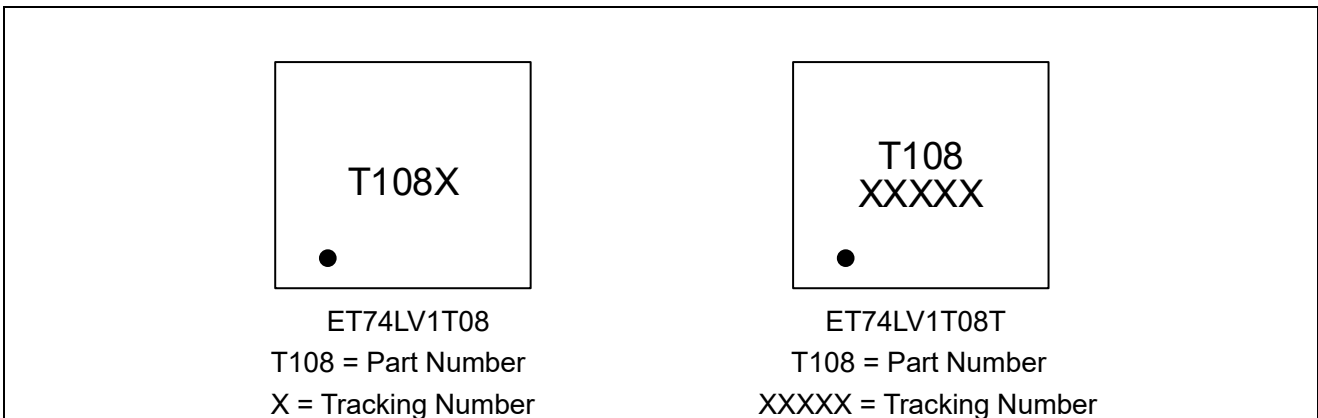 T108X
T108
XXXXX
ET74LV1T08
T108 = Part Number
X = Tracking Number
ET74LV1T08T
T108 = Part Number
XXXXX = Tracking Number